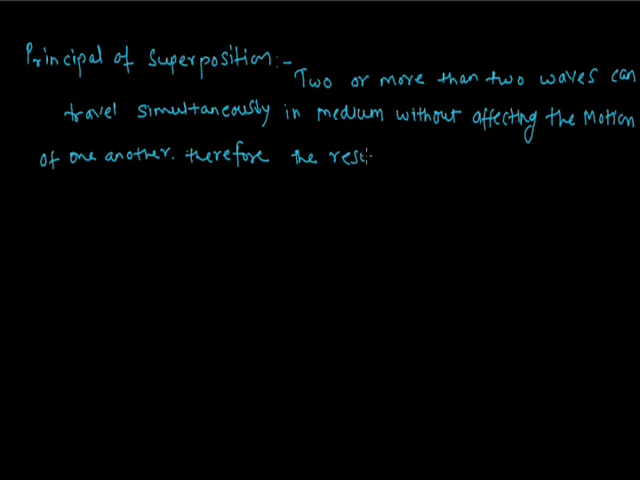 Principal of Superposition:-
Two or more than two waves can
travel simultaneously in medium without affecting the Motion
of one another. therefore the res